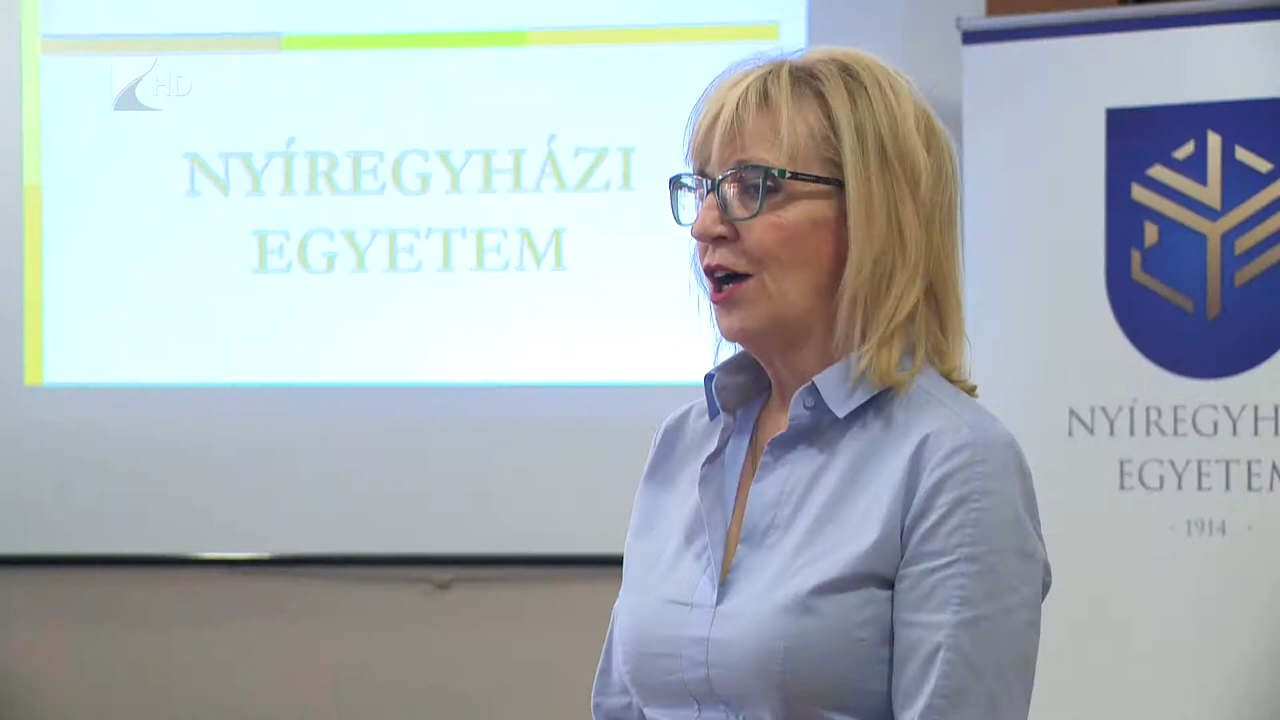 HD
NYÍREGYHÁZI
EGYETEM
NYÍREGYH
EGYETEM
· 1914 ·